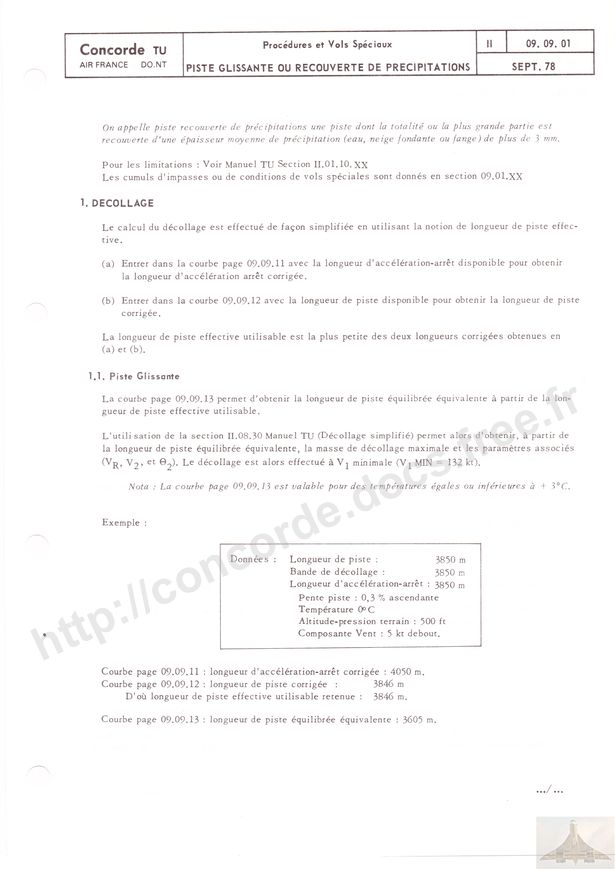 Concorde TU
AIR FRANCE DO.NT
Procédures et Vols Spéciaux
II
09. 09. 01
PISTE GLISSANTE OU RECOUVERTE DE PRECIPITATIONS
SEPT. 78
On appelle piste recouverte de précipitations une piste dont la totalité ou la plus grande partie est
recouverte d'une épaisseur moyenne de précipitation (eau, neige fondante ou fange) de plus de 3 mm.
Pour les limitations : Voir Manuel TU Section II.01.10.XX
Les cumuls d'impasses ou de conditions de vols spéciales sont donnés en section 09.01.XX
1. DECOLLAGE
Le calcul du décollage est effectué de façon simplifiée en utilisant la notion de longueur de piste effec-
tive.
(a) Entrer dans la courbe page 09.09.11 avec la longueur d'accélération-arrêt disponible pour obtenir
la longueur d'accélération arrêt corrigée.
(b) Entrer dans la courbe 09.09.12 avec la longueur de piste disponible pour obtenir la longueur de piste
corrigée.
La longueur de piste effective utilisable est la plus petite des deux longueurs corrigées obtenues en
(a) et (b).
1.1. Piste Glissante
La courbe page 09.09.13 permet d'obtenir la longueur de piste équilibrée équivalente à partir de la lon-
gueur de piste effective utilisable.
L'utilisation de la section II.08.30 Manuel TU (Décollage simplifié) permet alors d'obtenir, à partir de
la longueur de piste équilibrée équivalente, la masse de décollage maximale et les paramètres associés
(VR, V2, et Θ2). Le décollage est alors effectué à V1 minimale (V1 MIN = 132 kt).
Nota : La courbe page 09.09.13 est valable pour des températures égales ou inférieures à + 3°C.
Exemple :
Données : Longueur de piste : 3850 m
Bande de décollage : 3850 m
Longueur d'accélération-arrêt : 3850 m
Pente piste : 0,3 % ascendante
Température 0°C
Altitude-pression terrain : 500 ft
Composante Vent : 5 kt debout.
Courbe page 09.09.11 : longueur d'accélération-arrêt corrigée : 4050 m.
Courbe page 09.09.12 : longueur de piste corrigée : 3846 m
D'où longueur de piste effective utilisable retenue : 3846 m.
Courbe page 09.09.13 : longueur de piste équilibrée équivalente : 3605 m.
.../...
http://concorde.docs.free.fr